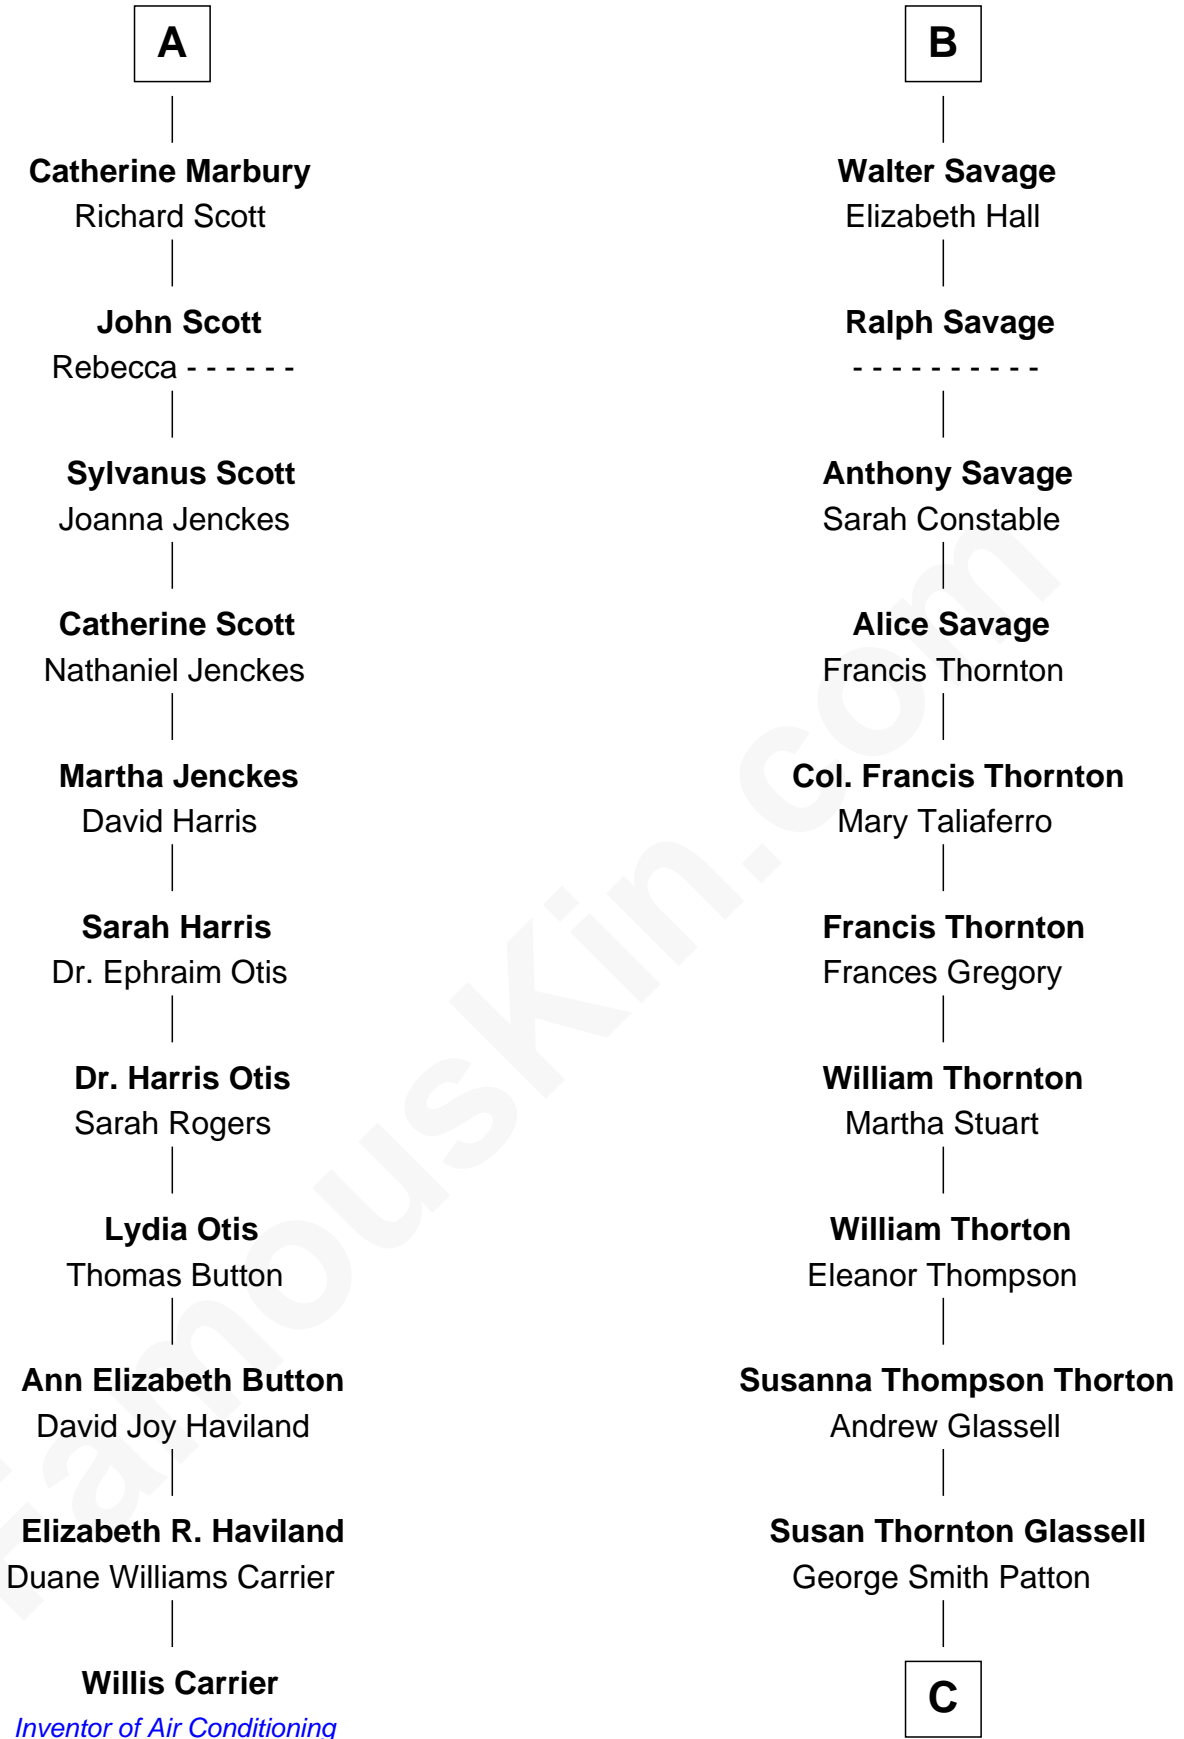 A
Catherine Marbury
Richard Scott
John Scott
Rebecca - - - - - -
Sylvanus Scott
Joanna Jenckes
Catherine Scott
Nathaniel Jenckes
Martha Jenckes
David Harris
Sarah Harris
Dr. Ephraim Otis
Dr. Harris Otis
Sarah Rogers
Lydia Otis
Thomas Button
Ann Elizabeth Button
David Joy Haviland
Elizabeth R. Haviland
Duane Williams Carrier
Willis Carrier
Inventor of Air Conditioning
B
Walter Savage
Elizabeth Hall
Ralph Savage
- - - - - - - - - -
Anthony Savage
Sarah Constable
Alice Savage
Francis Thornton
Col. Francis Thornton
Mary Taliaferro
Francis Thornton
Frances Gregory
William Thornton
Martha Stuart
William Thorton
Eleanor Thompson
Susanna Thompson Thorton
Andrew Glassell
Susan Thornton Glassell
George Smith Patton
C
FamousKin.com